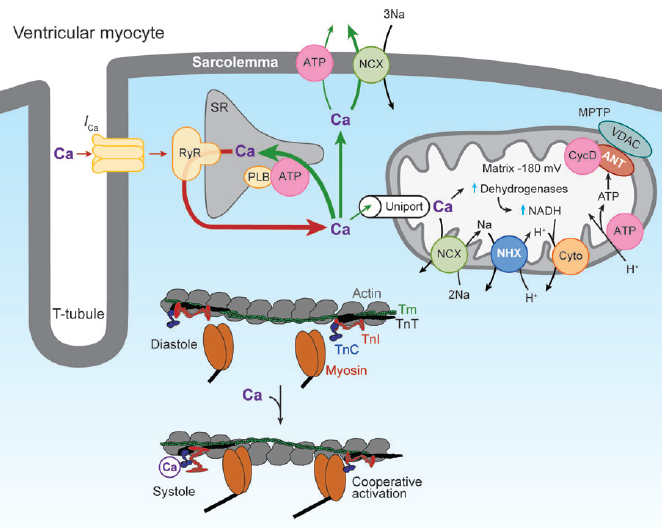 Ventricular myocyte
3Na
Sarcolemma
ATP
NCX
I Ca
Ca
SR
Ca
RyR
Ca
PLB
ATP
Ca
Uniport
MPTP
VDAC
CycD
ANT
Matrix -180 mV
Dehydrogenases
ATP
Ca
NADH
Na
H+
ATP
NCX
NHX
Cyto
H+
2Na
H+
T-tubule
Actin
Tm
TnT
Diastole
TnI
TnC
Myosin
Ca
Ca
Systole
Cooperative
activation